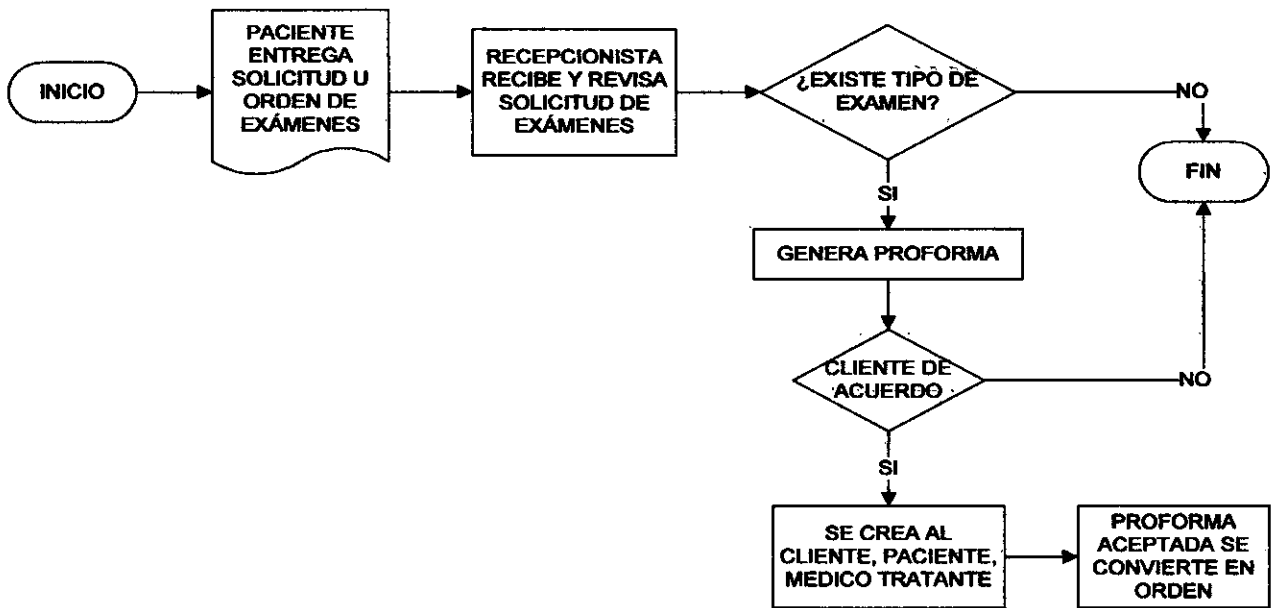 INICIO
PACIENTE
ENTREGA
SOLICITUD U
ORDEN DE
EXÁMENES
RECEPCIONISTA
RECIBE Y REVISA
SOLICITUD DE
EXÁMENES
¿EXISTE TIPO DE
EXAMEN?
NO
FIN
SI
GENERA PROFORMA
CLIENTE DE
ACUERDO
NO
SI
SE CREA AL
CLIENTE, PACIENTE,
MEDICO TRATANTE
PROFORMA
ACEPTADA SE
CONVIERTE EN
ORDEN